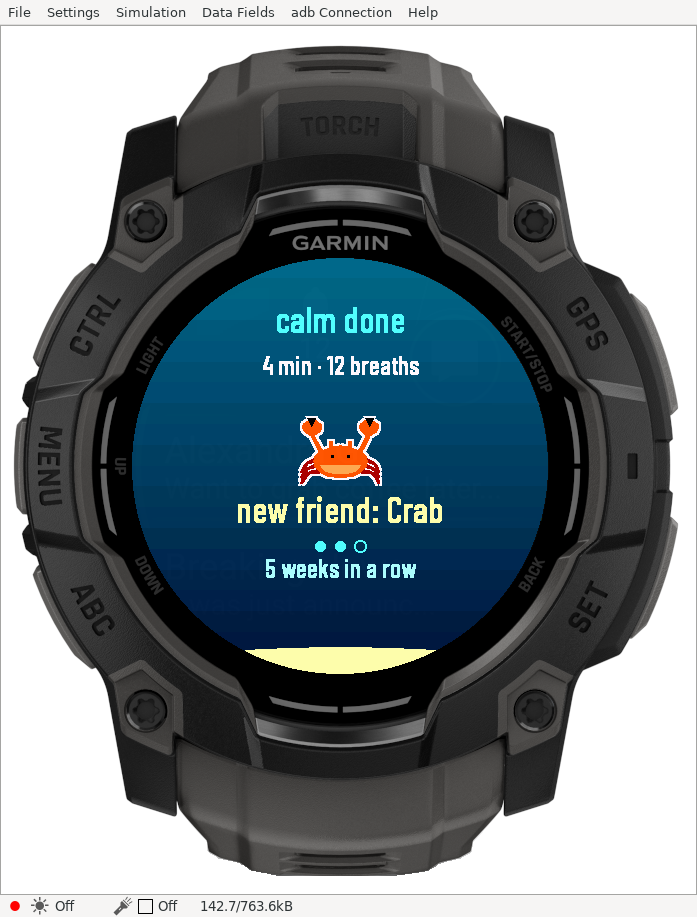 File Settings Simulation Data Fields adb Connection Help
TORCH
GARMIN
CTRL
LIGHT
GPS
START/STOP
calm done
4 min · 12 breaths
MENU
UP
new friend: Crab
5 weeks in a row
DOWN
BACK
ABC
SET
Off Off 142.7/763.6kB